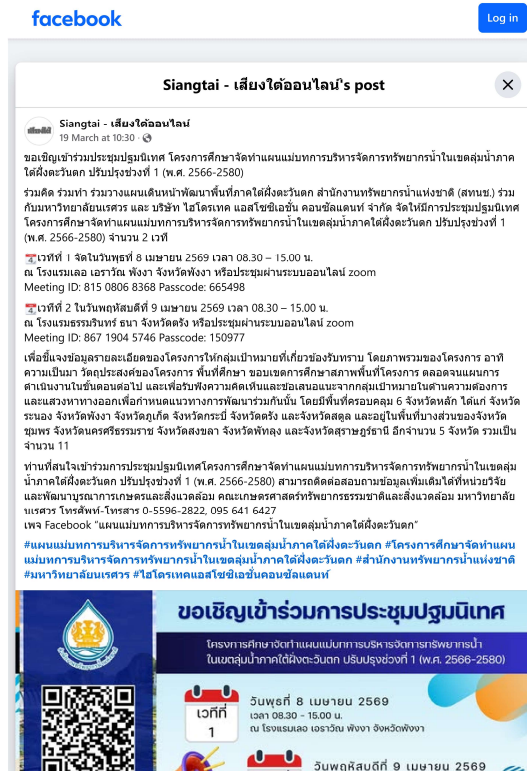 facebook
Log in
Siangtai - เสียงใต้ออนไลน์'s post
Siangtai - เสียงใต้ออนไลน์
19 March at 10:30
ขอเชิญเข้าร่วมประชุมปฐมนิเทศ โครงการศึกษาจัดทำแผนแม่บทการบริหารจัดการทรัพยากรน้ำในเขตลุ่มน้ำภาค
ใต้ฝั่งตะวันตก ปรับปรุงช่วงที่ 1 (พ.ศ. 2566-2580)
ร่วมคิด ร่วมทำ ร่วมวางแผนเดินหน้าพัฒนาพื้นที่ภาคใต้ฝั่งตะวันตก สำนักงานทรัพยากรน้ำแห่งชาติ (สทนช.) ร่วม
กับมหาวิทยาลัยนเรศวร และ บริษัท ไฮโดรเทค แอสโซซิเอชั่น คอนซัลแตนท์ จำกัด จัดให้มีการประชุมปฐมนิเทศ
โครงการศึกษาจัดทำแผนแม่บทการบริหารจัดการทรัพยากรน้ำภาคใต้ฝั่งตะวันตก ปรับปรุงช่วงที่ 1
(พ.ศ. 2566-2580) จำนวน 2 เวที
📆เวทีที่ 1 จัดในวันพุธที่ 8 เมษายน 2569 เวลา 08.30 – 15.00 น.
ณ โรงแรมเลอ เอราวัณ พังงา จังหวัดพังงา หรือประชุมผ่านระบบออนไลน์ zoom
Meeting ID: 815 0806 8368 Passcode: 665498
📆เวทีที่ 2 ในวันพฤหัสบดีที่ 9 เมษายน 2569 เวลา 08.30 – 15.00 น.
ณ โรงแรมธรรมรินทร์ ธนา จังหวัดตรัง หรือประชุมผ่านระบบออนไลน์ zoom
Meeting ID: 867 1904 5746 Passcode: 150977
เพื่อชี้แจงข้อมูลรายละเอียดของโครงการให้กลุ่มเป้าหมายที่เกี่ยวข้องรับทราบ โดยภาพรวมของโครงการ อาทิ
ความเป็นมา วัตถุประสงค์ของโครงการ พื้นที่ศึกษา ขอบเขตการศึกษาสภาพพื้นที่โครงการ ตลอดจนแผนการ
ดำเนินงานในขั้นตอนต่อไป และเพื่อรับฟังความคิดเห็นและข้อเสนอแนะจากกลุ่มเป้าหมายในด้านความต้องการ
และแสวงหาทางออกเพื่อกำหนดแนวทางการพัฒนาร่วมกันนั้น โดยมีพื้นที่ครอบคลุม 6 จังหวัดหลัก ได้แก่ จังหวัด
ระนอง จังหวัดพังงา จังหวัดภูเก็ต จังหวัดกระบี่ จังหวัดตรัง และจังหวัดสตูล และอยู่ในพื้นที่บางส่วนของจังหวัด
ชุมพร จังหวัดนครศรีธรรมราช จังหวัดสงขลา จังหวัดพัทลุง และจังหวัดสุราษฎร์ธานี อีกจำนวน 5 จังหวัด รวมเป็น
จำนวน 11
ท่านที่สนใจเข้าร่วมการประชุมปฐมนิเทศโครงการศึกษาจัดทำแผนแม่บทการบริหารจัดการทรัพยากรน้ำในเขตลุ่ม
น้ำภาคใต้ฝั่งตะวันตก ปรับปรุงช่วงที่ 1 (พ.ศ. 2566-2580) สามารถติดต่อสอบถามข้อมูลเพิ่มเติมได้ที่หน่วยวิจัย
และพัฒนาบูรณาการเกษตรและสิ่งแวดล้อม คณะเกษตรศาสตร์ทรัพยากรธรรมชาติและสิ่งแวดล้อม มหาวิทยาลัย
นเรศวร โทรศัพท์-โทรสาร 0-5596-2822, 095 641 6427
เพจ Facebook “แผนแม่บทการบริหารจัดการทรัพยากรน้ำในเขตลุ่มน้ำภาคใต้ฝั่งตะวันตก”
#แผนแม่บทการบริหารจัดการทรัพยากรน้ำในเขตลุ่มน้ำภาคใต้ฝั่งตะวันตก #โครงการศึกษาจัดทำแผน
แม่บทการบริหารจัดการทรัพยากรน้ำในเขตลุ่มน้ำภาคใต้ฝั่งตะวันตก #สำนักงานทรัพยากรน้ำแห่งชาติ
#มหาวิทยาลัยนเรศวร #ไฮโดรเทคแอสโซซิเอชั่นคอนซัลแตนท์
ขอเชิญเข้าร่วมการประชุมปฐมนิเทศ
โครงการศึกษาจัดทำแผนแม่บทการบริหารจัดการทรัพยากรน้ำ
ในเขตลุ่มน้ำภาคใต้ฝั่งตะวันตก ปรับปรุงช่วงที่ 1 (พ.ศ. 2566-2580)
เวทีที่
1
วันพุธที่ 8 เมษายน 2569
เวลา 08.30 - 15.00 น.
ณ โรงแรมเลอ เอราวัณ พังงา จังหวัดพังงา
วันพฤหัสบดีที่ 9 เมษายน 2569